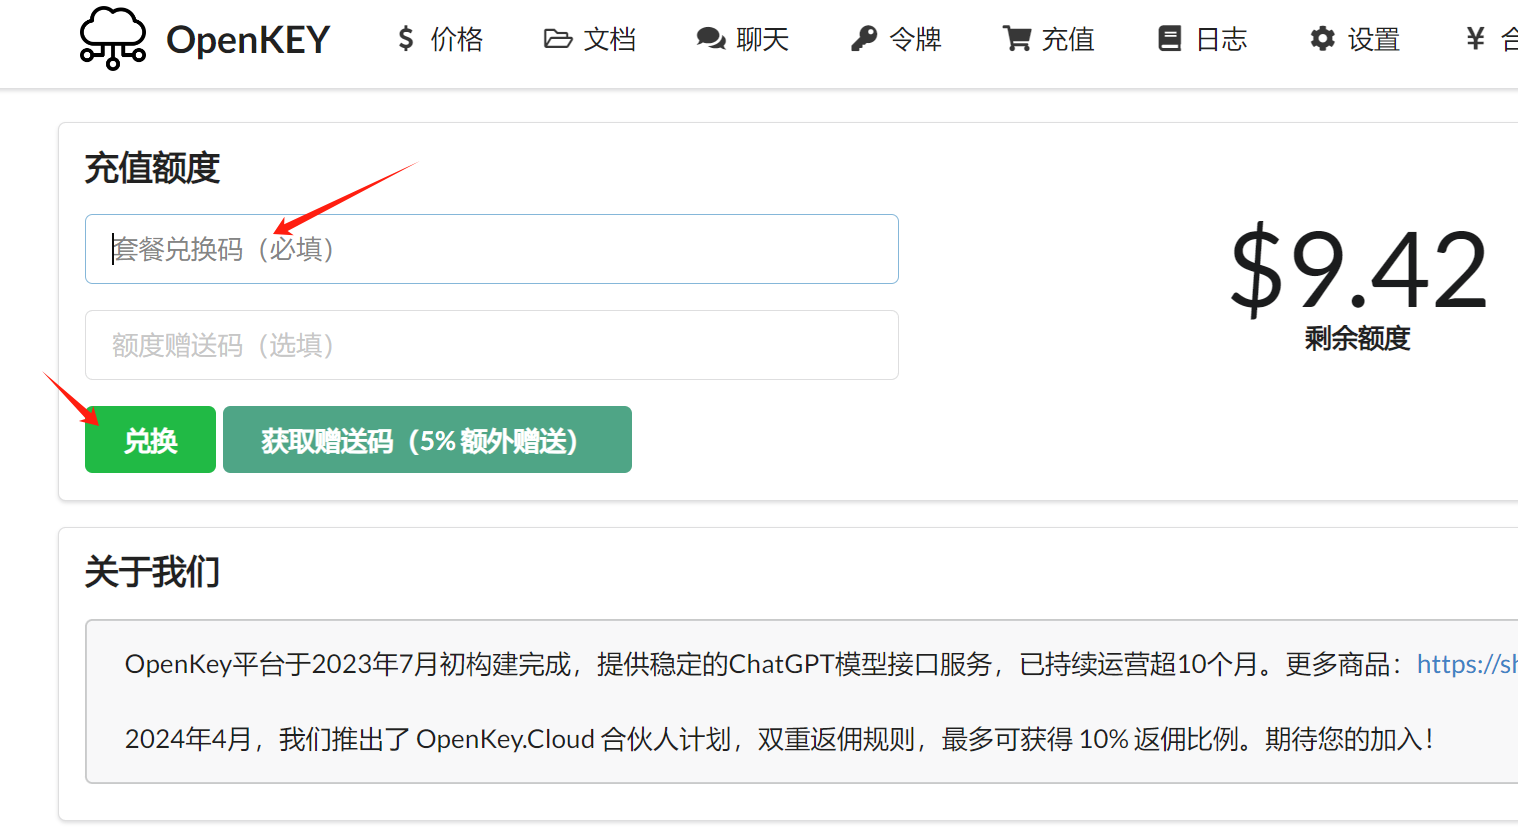 OpenKEY
$ 价格
文档
聊天
令牌
充值
日志
设置
¥ 合
充值额度
套餐兑换码（必填）
额度赠送码（选填）
兑换
获取赠送码（5% 额外赠送）
$9.42
剩余额度
关于我们
OpenKey平台于2023年7月初构建完成，提供稳定的ChatGPT模型接口服务，已持续运营超10个月。更多商品：https://sh
2024年4月，我们推出了 OpenKey.Cloud 合伙人计划，双重返佣规则，最多可获得 10% 返佣比例。期待您的加入！